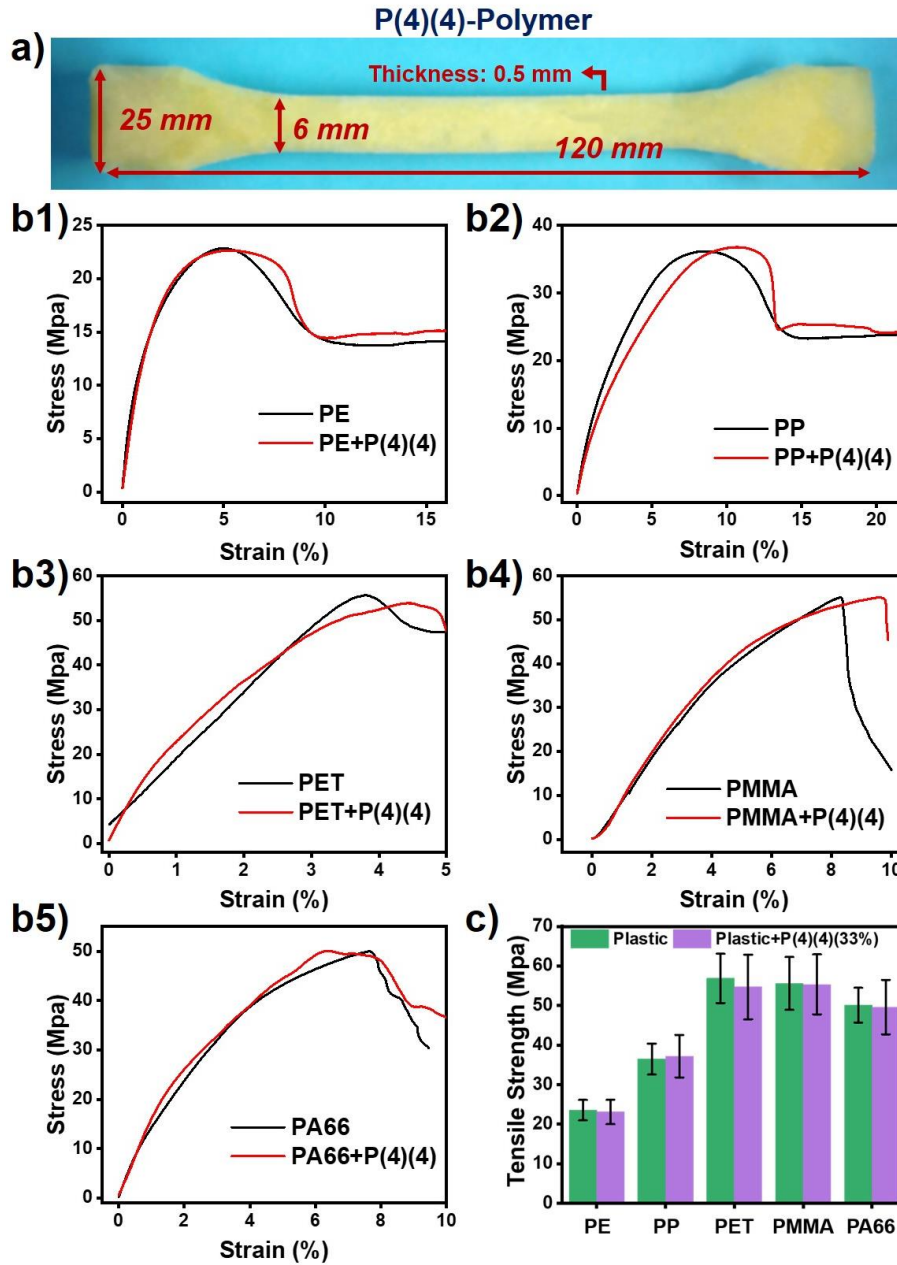 P(4)(4)-Polymer
a)
Thickness: 0.5 mm
25 mm
6 mm
120 mm
b1)
Stress (Mpa)
25
20
15
10
5
0
PE
PE+P(4)(4)
0 5 10 15
Strain (%)
b2)
Stress (Mpa)
40
30
20
10
0
PP
PP+P(4)(4)
0 5 10 15 20
Strain (%)
b3)
Stress (Mpa)
60
50
40
30
20
10
0
PET
PET+P(4)(4)
0 1 2 3 4 5
Strain (%)
b4)
Stress (Mpa)
60
50
40
30
20
10
0
PMMA
PMMA+P(4)(4)
0 2 4 6 8 10
Strain (%)
b5)
Stress (Mpa)
50
40
30
20
10
0
PA66
PA66+P(4)(4)
0 2 4 6 8 10
Strain (%)
c)
Tensile Strength (Mpa)
70
60
50
40
30
20
10
0
Plastic Plastic+P(4)(4)(33%)
PE PP PET PMMA PA66